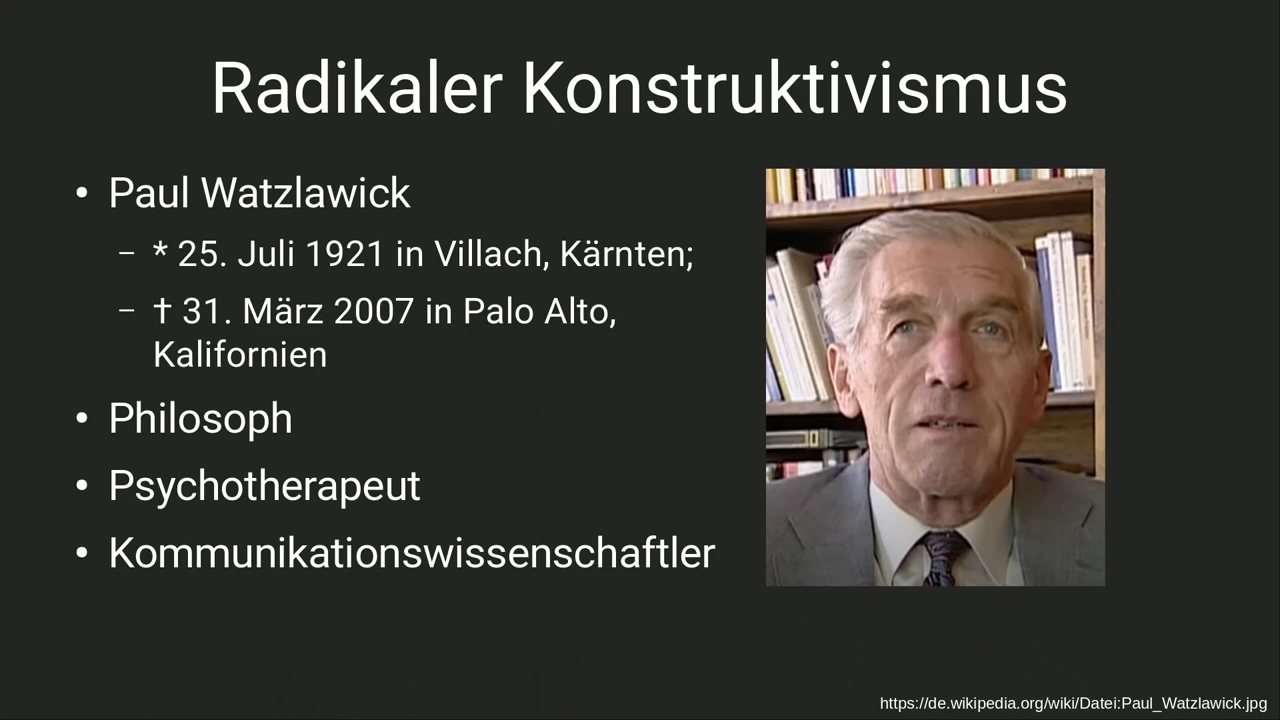 Radikaler Konstruktivismus
• Paul Watzlawick
– * 25. Juli 1921 in Villach, Kärnten;
– † 31. März 2007 in Palo Alto,
Kalifornien
• Philosoph
• Psychotherapeut
• Kommunikationswissenschaftler
https://de.wikipedia.org/wiki/Datei:Paul_Watzlawick.jpg